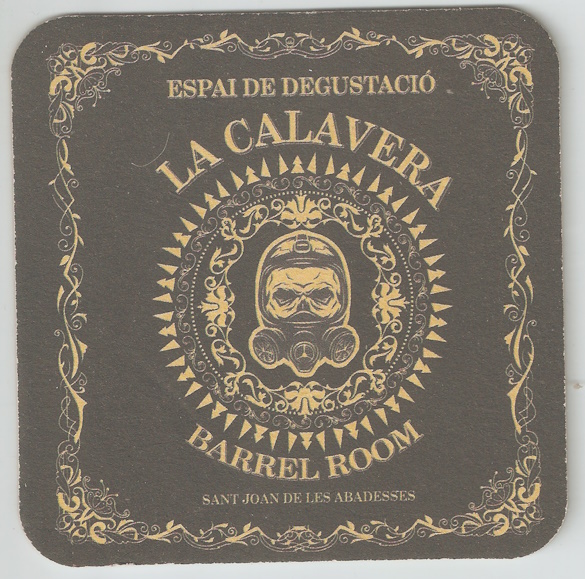 ESPAI DE DEGUSTACIÓ
LA CALAVERA
BARREL ROOM
SANT JOAN DE LES ABADESSES